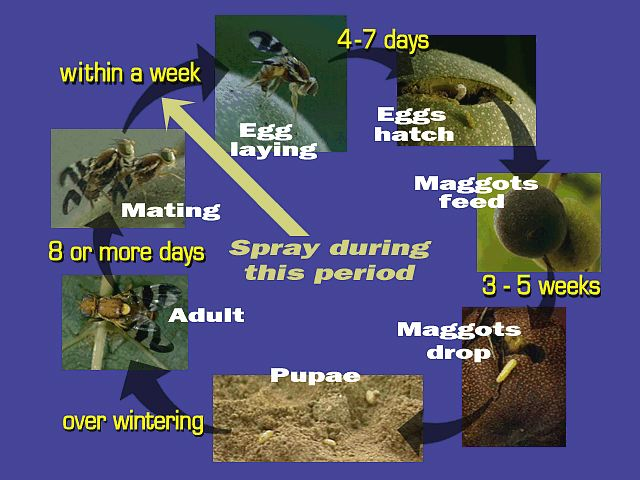 4-7 days
within a week
Egg
laying
Eggs
hatch
Maggots
feed
Mating
Spray during
this period
8 or more days
3 - 5 weeks
Adult
Maggots
drop
Pupae
over wintering